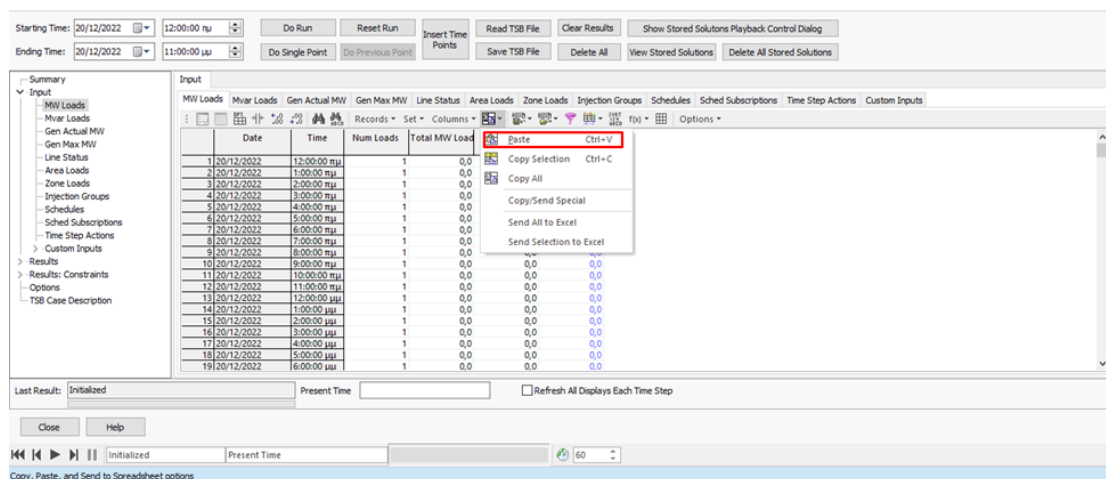 Starting Time: 20/12/2022 12:00:00 πμ Do Run Reset Run Insert Time Points Read TSB File Clear Results Show Stored Solutons Playback Control Dialog
Ending Time: 20/12/2022 11:00:00 μμ Do Single Point Do Previous Point Save TSB File Delete All View Stored Solutions Delete All Stored Solutions
Summary
Input
MW Loads
Mvar Loads
Gen Actual MW
Gen Max MW
Line Status
Area Loads
Zone Loads
Injection Groups
Schedules
Sched Subscriptions
Time Step Actions
Custom Inputs
Results
Results: Constraints
Options
TSB Case Description
Input
MW Loads Mvar Loads Gen Actual MW Gen Max MW Line Status Area Loads Zone Loads Injection Groups Schedules Sched Subscriptions Time Step Actions Custom Inputs
Records Set Columns f(x) Options
Date Time Num Loads Total MW Load
1 20/12/2022 12:00:00 πμ 1 0,0
2 20/12/2022 1:00:00 πμ 1 0,0
3 20/12/2022 2:00:00 πμ 1 0,0
4 20/12/2022 3:00:00 πμ 1 0,0
5 20/12/2022 4:00:00 πμ 1 0,0
6 20/12/2022 5:00:00 πμ 1 0,0
7 20/12/2022 6:00:00 πμ 1 0,0
8 20/12/2022 7:00:00 πμ 1 0,0
9 20/12/2022 8:00:00 πμ 1 0,0 0,0 0,0
10 20/12/2022 9:00:00 πμ 1 0,0 0,0 0,0
11 20/12/2022 10:00:00 πμ 1 0,0 0,0 0,0
12 20/12/2022 11:00:00 πμ 1 0,0 0,0 0,0
13 20/12/2022 12:00:00 μμ 1 0,0 0,0 0,0
14 20/12/2022 1:00:00 μμ 1 0,0 0,0 0,0
15 20/12/2022 2:00:00 μμ 1 0,0 0,0 0,0
16 20/12/2022 3:00:00 μμ 1 0,0 0,0 0,0
17 20/12/2022 4:00:00 μμ 1 0,0 0,0 0,0
18 20/12/2022 5:00:00 μμ 1 0,0 0,0 0,0
19 20/12/2022 6:00:00 μμ 1 0,0 0,0 0,0
Paste Ctrl+V
Copy Selection Ctrl+C
Copy All
Copy/Send Special
Send All to Excel
Send Selection to Excel
Last Result: Initialized Present Time Refresh All Displays Each Time Step
Close Help
Initialized Present Time 60
Copy, Paste, and Send to Spreadsheet options